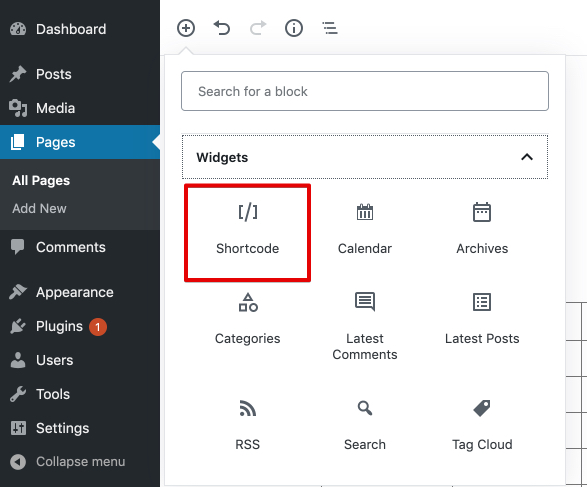 Dashboard
Posts
Media
Pages
All Pages
Add New
Comments
Appearance
Plugins 1
Users
Tools
Settings
Collapse menu
Search for a block
Widgets
[/]
Shortcode
Calendar
Archives
Categories
Latest
Comments
Latest Posts
RSS
Search
Tag Cloud